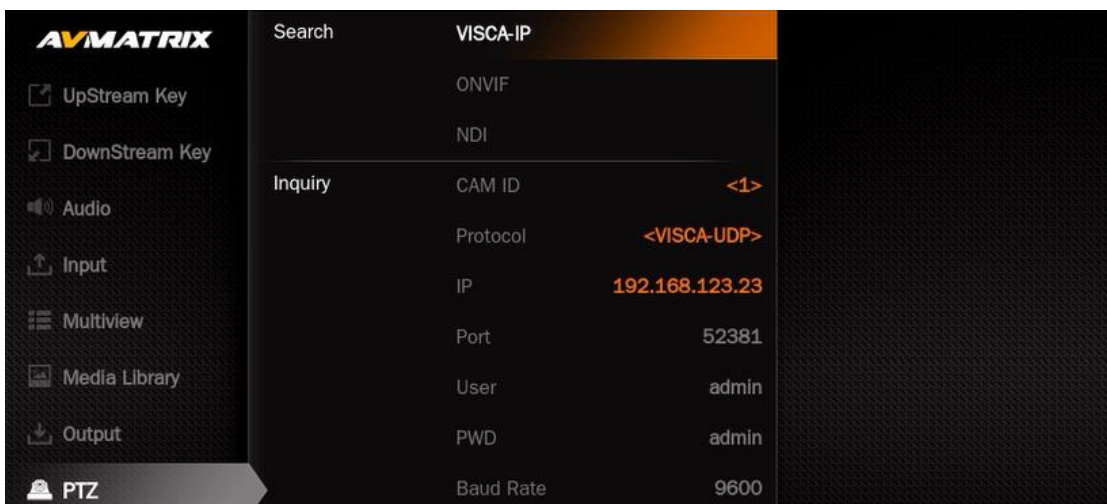 AVMATRIX
UpStream Key
DownStream Key
Audio
Input
Multiview
Media Library
Output
PTZ
Search VISCA-IP
ONVIF
NDI
Inquiry CAM ID <1>
Protocol <VISCA-UDP>
IP 192.168.123.23
Port 52381
User admin
PWD admin
Baud Rate 9600